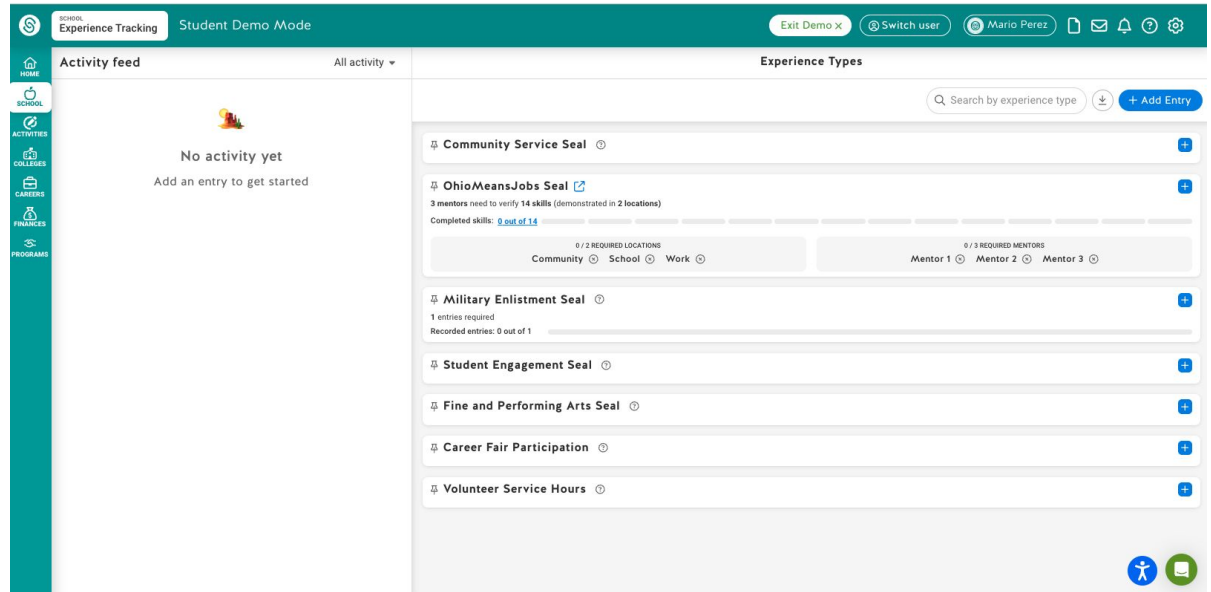 SCHOOL
Experience Tracking
Student Demo Mode
Exit Demo ×
Switch user
Mario Perez
HOME
SCHOOL
ACTIVITIES
COLLEGES
CAREERS
FINANCES
PROGRAMS
Activity feed
All activity
No activity yet
Add an entry to get started
Experience Types
Search by experience type
+ Add Entry
Community Service Seal
OhioMeansJobs Seal
3 mentors need to verify 14 skills (demonstrated in 2 locations)
Completed skills: 0 out of 14
0 / 2 REQUIRED LOCATIONS
Community School Work
0 / 3 REQUIRED MENTORS
Mentor 1 Mentor 2 Mentor 3
Military Enlistment Seal
1 entries required
Recorded entries: 0 out of 1
Student Engagement Seal
Fine and Performing Arts Seal
Career Fair Participation
Volunteer Service Hours